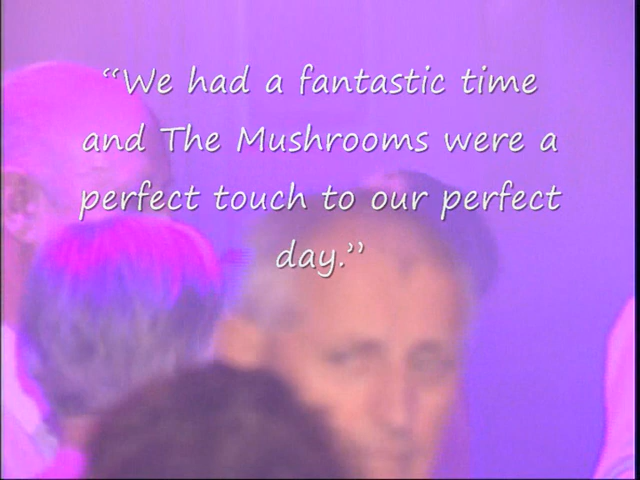 “We had a fantastic time
and The Mushrooms were a
perfect touch to our perfect
day.”